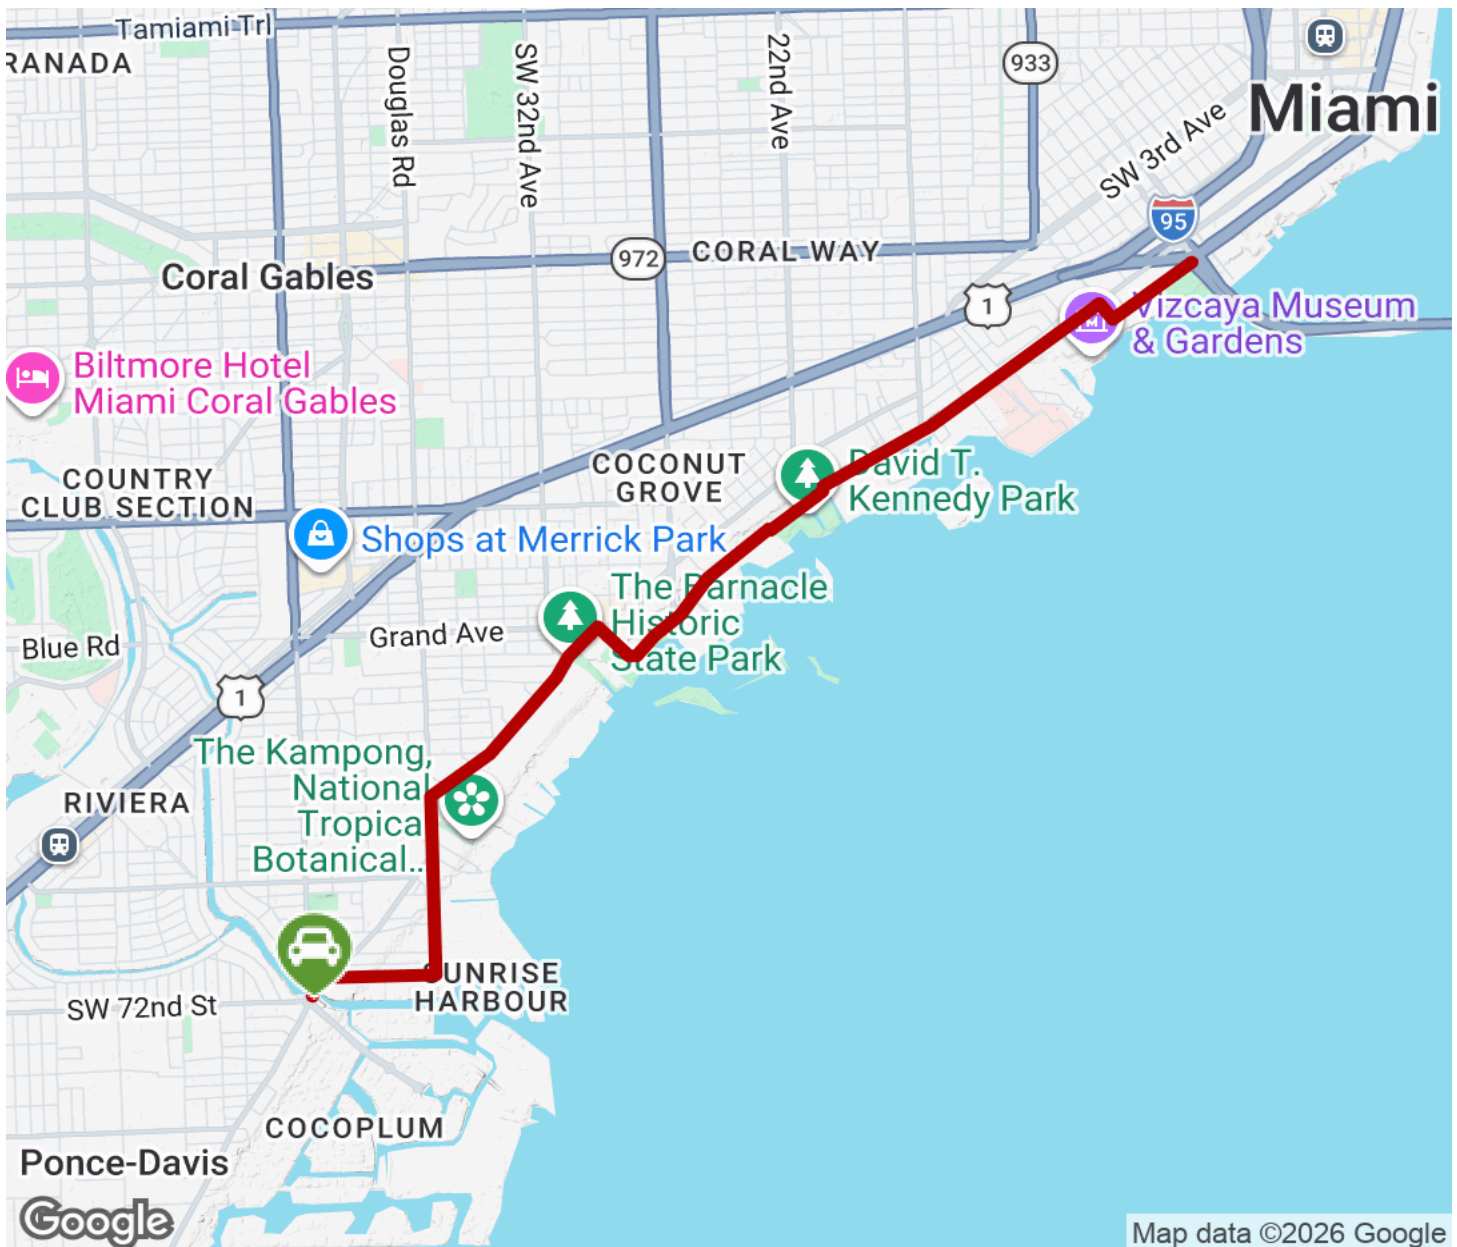 Tamiami Trl
RANADA
Douglas Rd
SW 32nd Ave
22nd Ave
933
Miami
SW 3rd Ave
95
972
CORAL WAY
Coral Gables
1
Vizcaya Museum
& Gardens
Biltmore Hotel
Miami Coral Gables
COUNTRY
CLUB SECTION
COCONUT
GROVE
David T.
Kennedy Park
Shops at Merrick Park
The Barnacle
Historic
State Park
Grand Ave
Blue Rd
1
The Kampong,
National
Tropica
Botanical..
RIVIERA
SUNRISE
HARBOUR
SW 72nd St
COCOPLUM
Ponce-Davis
Google
Map data ©2026 Google